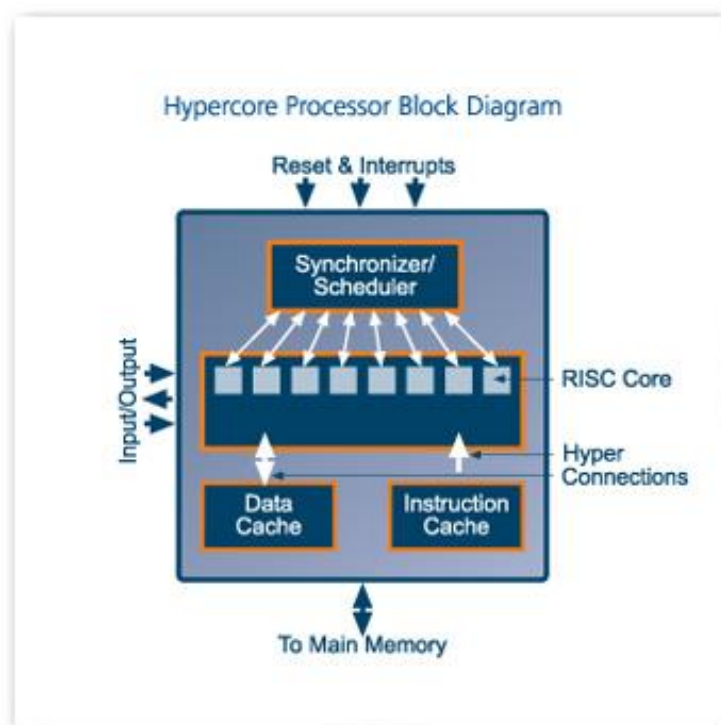 Hypercore Processor Block Diagram
Reset & Interrupts
Synchronizer/
Scheduler
Input/Output
RISC Core
Hyper
Connections
Data
Cache
Instruction
Cache
To Main Memory